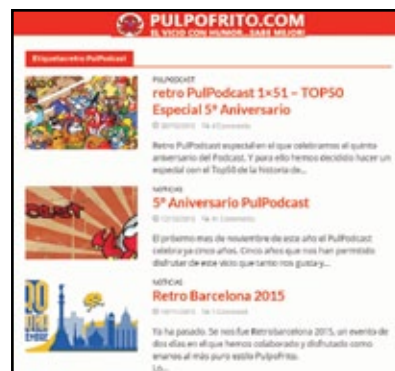 PULPOFRITO.COM
EL VICIO CON HUMOR... SABE MEJOR!
Etiqueta: retro PulPodcast
PULPODCAST
retro PulPodcast 1×51 – TOP50
Especial 5º Aniversario
Retro PulPodcast especial en el que celebramos el quinto
aniversario del Podcast. Y para ello hemos decidido hacer un
especial con el Top50 de la historia de...
NOTICIAS
5º Aniversario PulPodcast
El próximo mes de noviembre de este año el PulPodcast
celebra ya cinco años. Cinco años que nos han permitido
disfrutar de este vicio que tanto nos gusta y...
NOTICIAS
Retro Barcelona 2015
Ya ha pasado. Se nos fue Retrobarcelona 2015, un evento de
dos días en el que hemos colaborado y disfrutado como
enanos al más puro estilo PulpoFrito.
Lo...